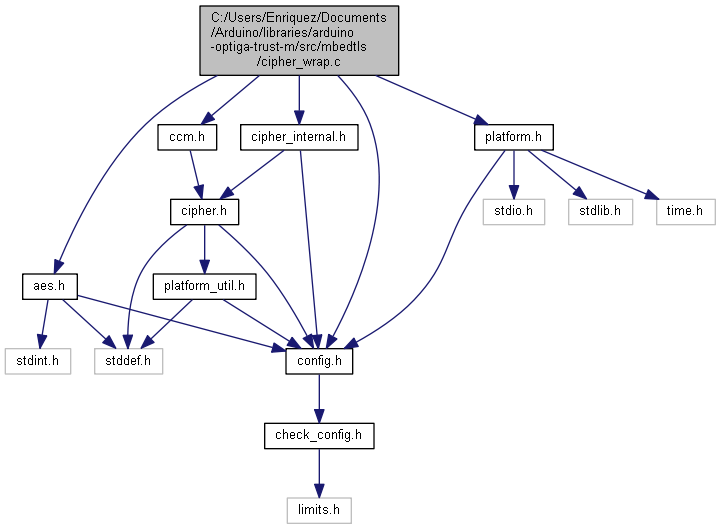 C:/Users/Enriquez/Documents
/Arduino/libraries/arduino
-optiga-trust-m/src/mbedtls
/cipher_wrap.c
ccm.h
cipher_internal.h
platform.h
cipher.h
stdio.h
stdlib.h
time.h
aes.h
platform_util.h
stdint.h
stddef.h
config.h
check_config.h
limits.h